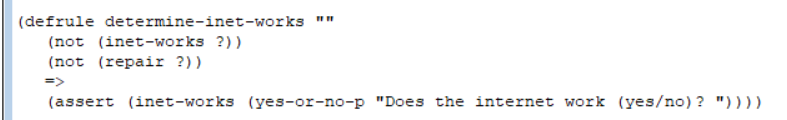 (defrule determine-inet-works ""
(not (inet-works ?))
(not (repair ?))
=>
(assert (inet-works (yes-or-no-p "Does the internet work (yes/no)? "))))